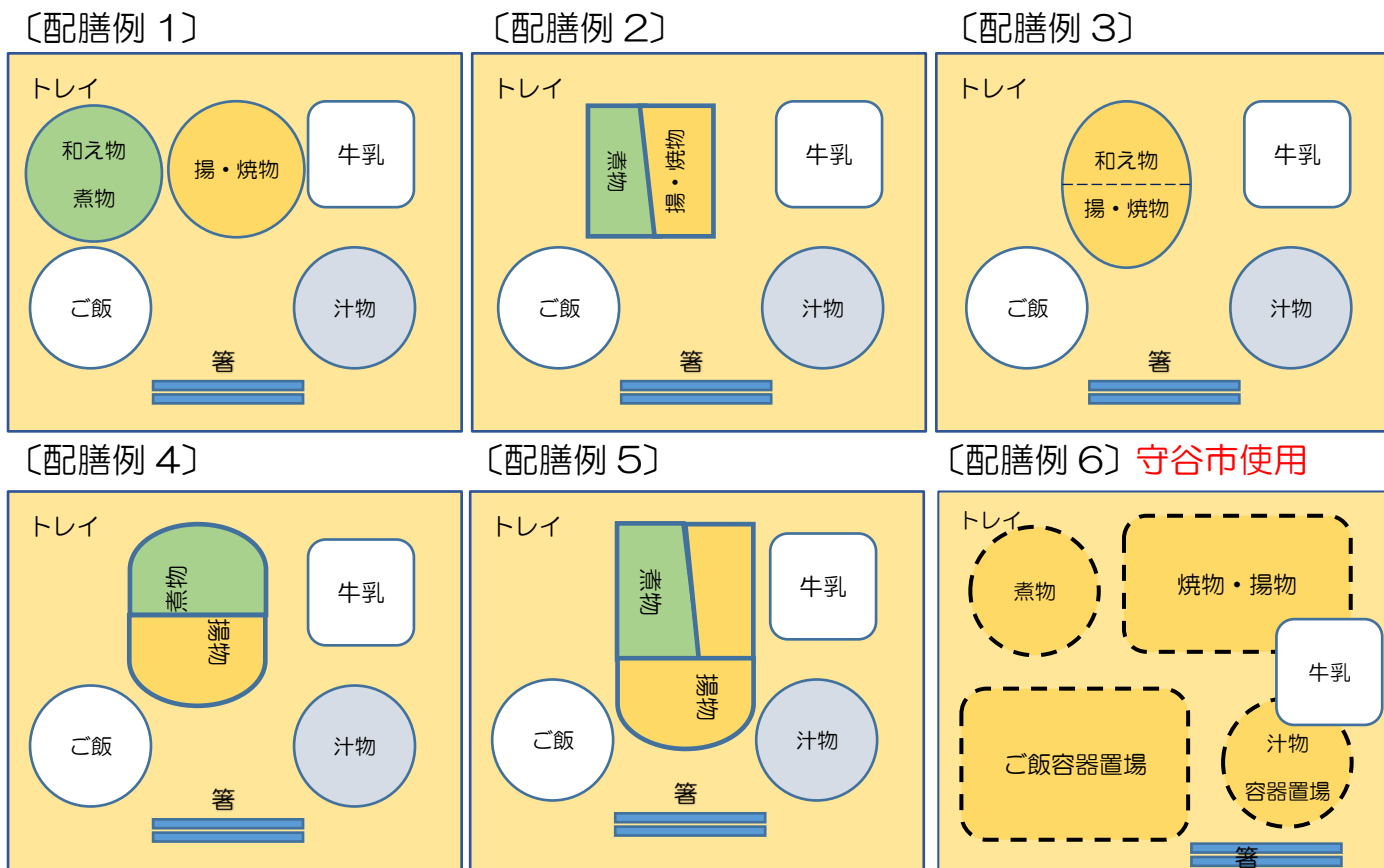 〔配膳例 1〕
トレイ
和え物
煮物
揚・焼物
牛乳
ご飯
汁物
箸
〔配膳例 2〕
煮物
揚・焼物
牛乳
ご飯
汁物
箸
〔配膳例 3〕
トレイ
和え物
揚・焼物
牛乳
ご飯
汁物
箸
〔配膳例 4〕
トレイ
煮物
揚物
牛乳
ご飯
汁物
箸
〔配膳例 5〕
トレイ
煮物
揚物
牛乳
ご飯
汁物
箸
〔配膳例 6〕守谷市使用
トレイ
煮物
焼物・揚物
牛乳
ご飯容器置場
汁物
容器置場
箸